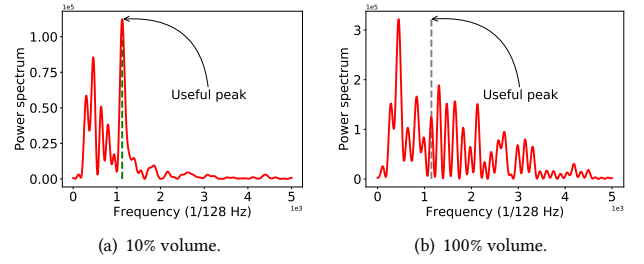 1e5
Power spectrum
1.00
0.75
0.50
0.25
0.00
Useful peak
0 1 2 3 4 5
Frequency (1/128 Hz)
1e3
(a) 10% volume.
1e5
Power spectrum
3
2
1
0
Useful peak
0 1 2 3 4 5
Frequency (1/128 Hz)
1e3
(b) 100% volume.